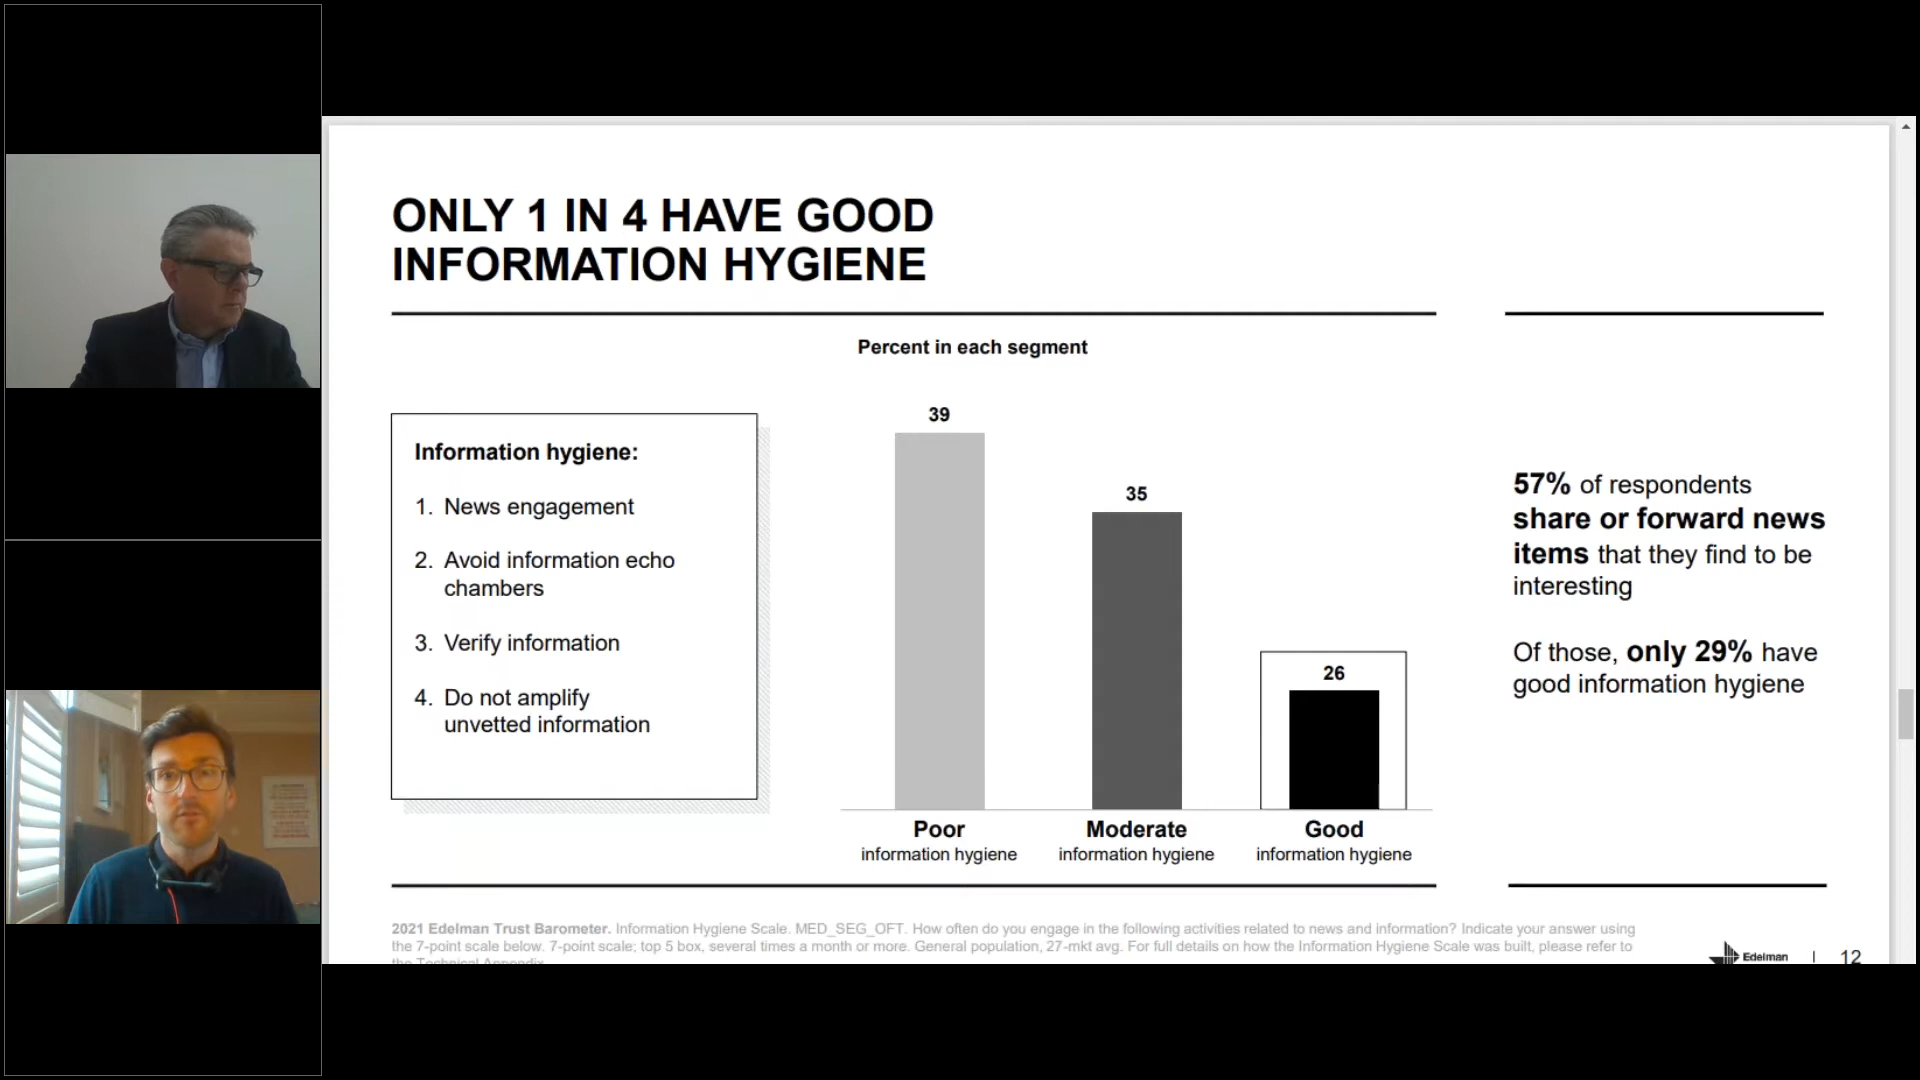 ONLY 1 IN 4 HAVE GOOD
INFORMATION HYGIENE
Percent in each segment
Information hygiene:
1. News engagement
2. Avoid information echo
chambers
3. Verify information
4. Do not amplify
unvetted information
39
35
26
Poor
information hygiene
Moderate
information hygiene
Good
information hygiene
57% of respondents
share or forward news
items that they find to be
interesting
Of those, only 29% have
good information hygiene
2021 Edelman Trust Barometer. Information Hygiene Scale. MED_SEG_OFT. How often do you engage in the following activities related to news and information? Indicate your answer using
the 7-point scale below. 7-point scale; top 5 box, several times a month or more. General population, 27-mkt avg. For full details on how the Information Hygiene Scale was built, please refer to
the Technical Appendix
Edelman | 12